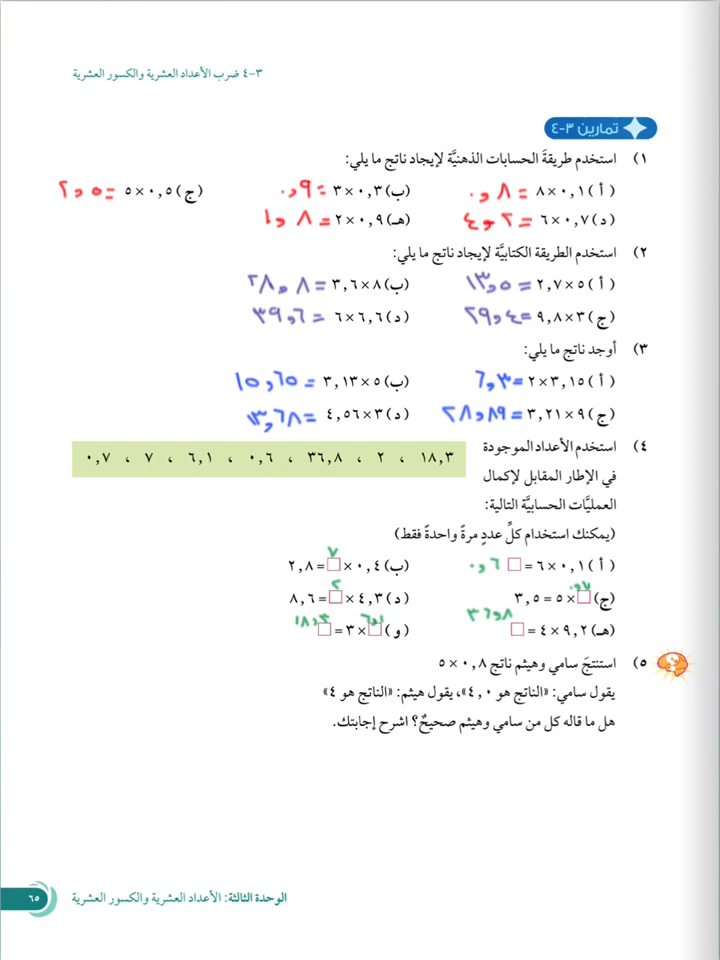 ٣-٤ ضرب الأعداد العشرية والكسور العشرية
تمارين ٣-٤
١) استخدم طريقةَ الحسابات الذهنيَّة لإيجاد ناتج ما يلي:
(أ) ٠,١ × ٨ = ٠,٨ (ب) ٠,٣ × ٣ = ٠,٩ (ج) ٠,٥ × ٥ = ٢,٥
(د) ٠,٧ × ٦ = ٤,٢ (هـ) ٠,٩ × ٢ = ١,٨
٢) استخدم الطريقة الكتابيَّة لإيجاد ناتج ما يلي:
(أ) ٥ × ٢,٧ = ١٣,٥ (ب) ٨ × ٣,٦ = ٢٨,٨
(ج) ٣ × ٩,٨ = ٢٩,٤ (د) ٦,٦ × ٦ = ٣٩,٦
٣) أوجد ناتج ما يلي:
(أ) ٣,١٥ × ٢ = ٦,٣ (ب) ٥ × ٣,١٣ = ١٥,٦٥
(ج) ٩ × ٣,٢١ = ٢٨,٨٩ (د) ٣ × ٤,٥٦ = ١٣,٦٨
٤) استخدم الأعداد الموجودة
١٨,٣ ، ٢ ، ٣٦,٨ ، ٠,٦ ، ٦,١ ، ٧ ، ٠,٧
في الإطار المقابل لإكمال
العمليَّات الحسابيَّة التالية:
(يمكنك استخدام كلِّ عددٍ مرةً واحدةً فقط)
(أ) ٠,١ × ٦ = □ ٠,٦ (ب) ٠,٤ × □ ٧ = ٢,٨
(ج) □ ٠,٧ × ٥ = ٣,٥ (د) ٤,٣ × □ ٢ = ٨,٦
(هـ) ٩,٢ × ٤ = □ ٣٦,٨ (و) □ ٦,١ × ٣ = □ ١٨,٣
٥) استنتجَ سامي وهيثم ناتج ٠,٨ × ٥
يقول سامي: «الناتج هو ٤,٠»، يقول هيثم: «الناتج هو ٤»
هل ما قاله كل من سامي وهيثم صحيحٌ؟ اشرح إجابتك.
الوحدة الثالثة: الأعداد العشرية والكسور العشرية
٦٥